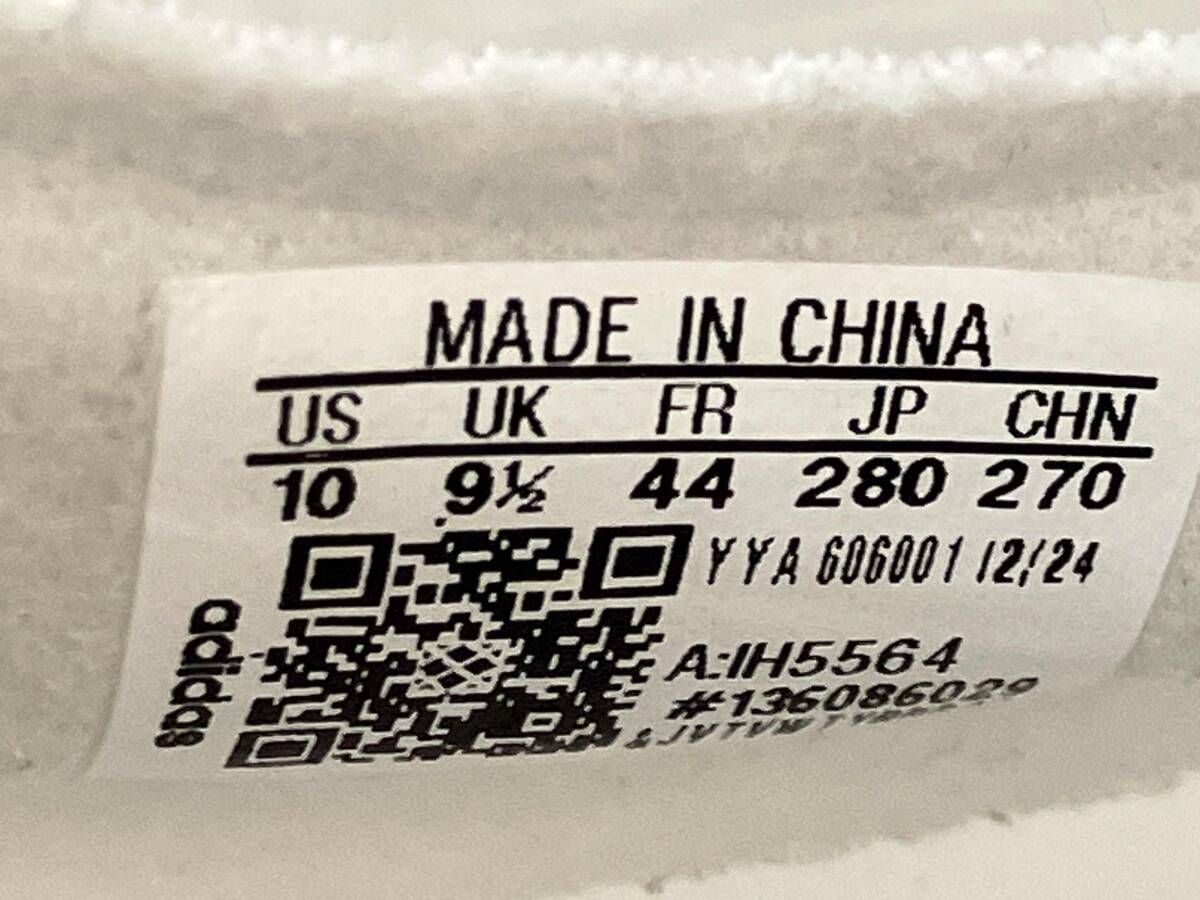 MADE IN CHINA
US UK FR JP CHN
10 9½ 44 280 270
YYA 606001 12/24
A:IH5564
#136086029
adidas